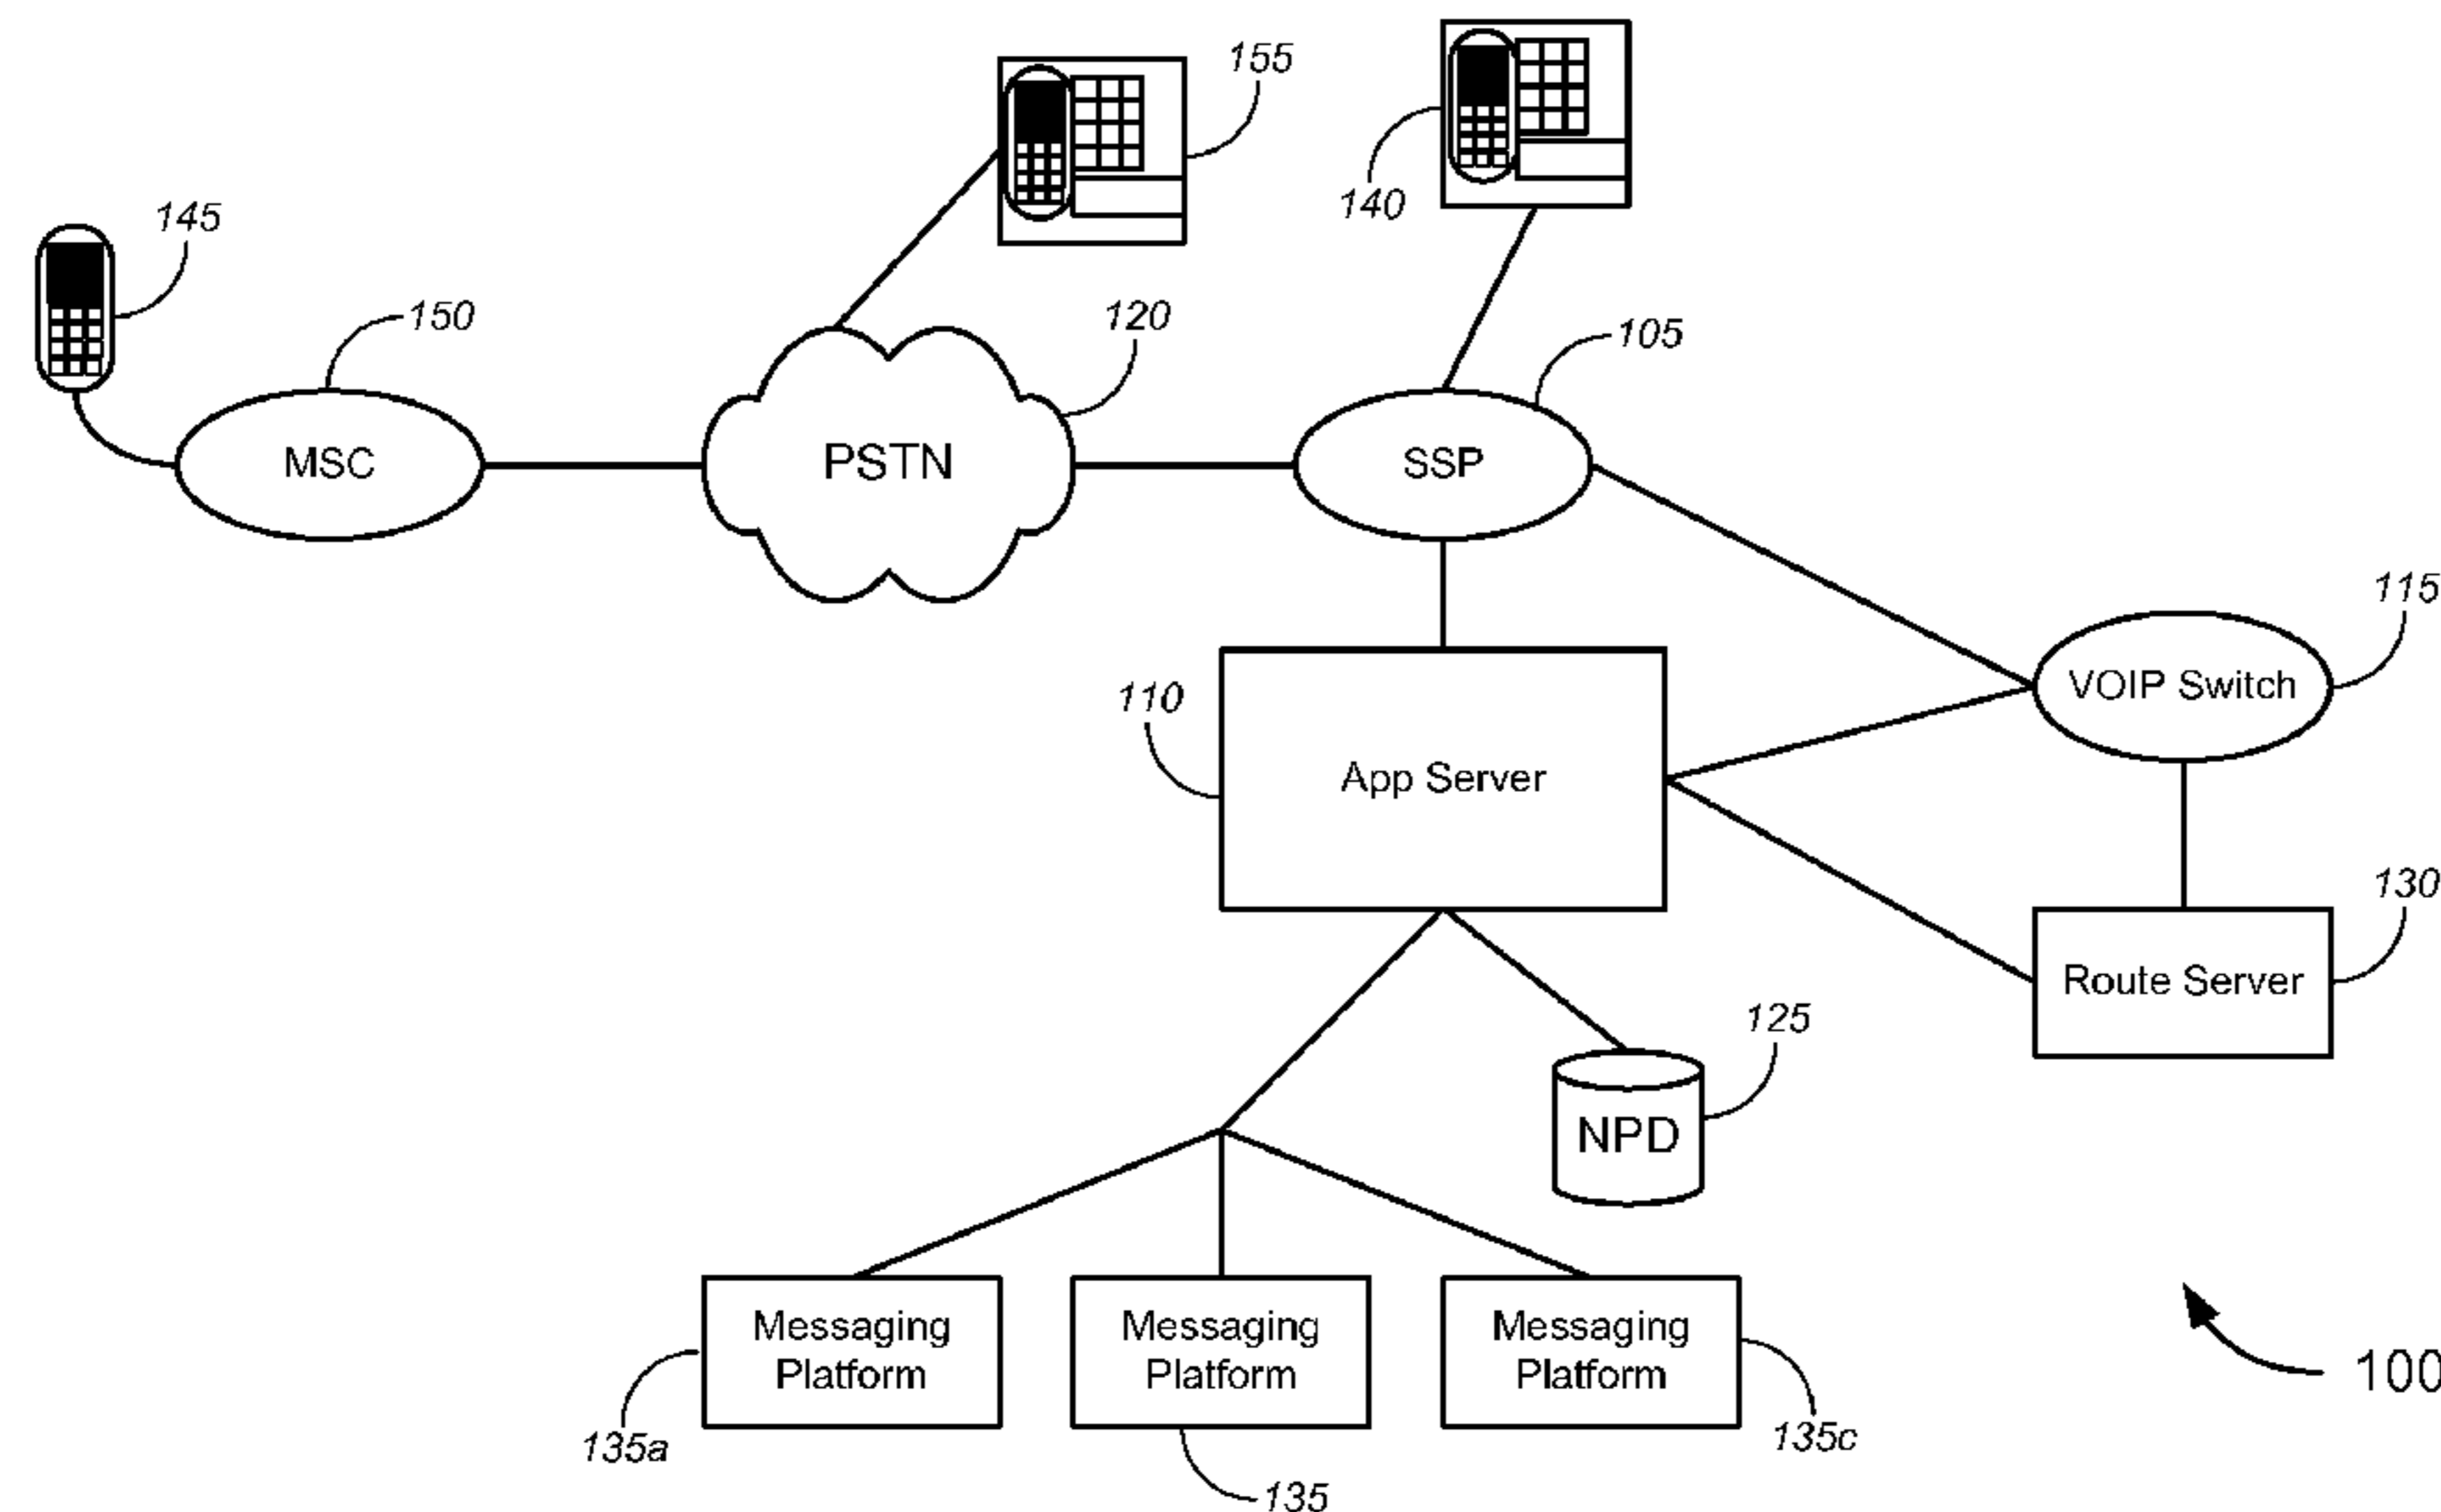 155
140
145
150
120
105
MSC
PSTN
SSP
115
110
VOIP Switch
App Server
130
Route Server
125
NPD
Messaging
Platform
Messaging
Platform
Messaging
Platform
100
135a
135
135c